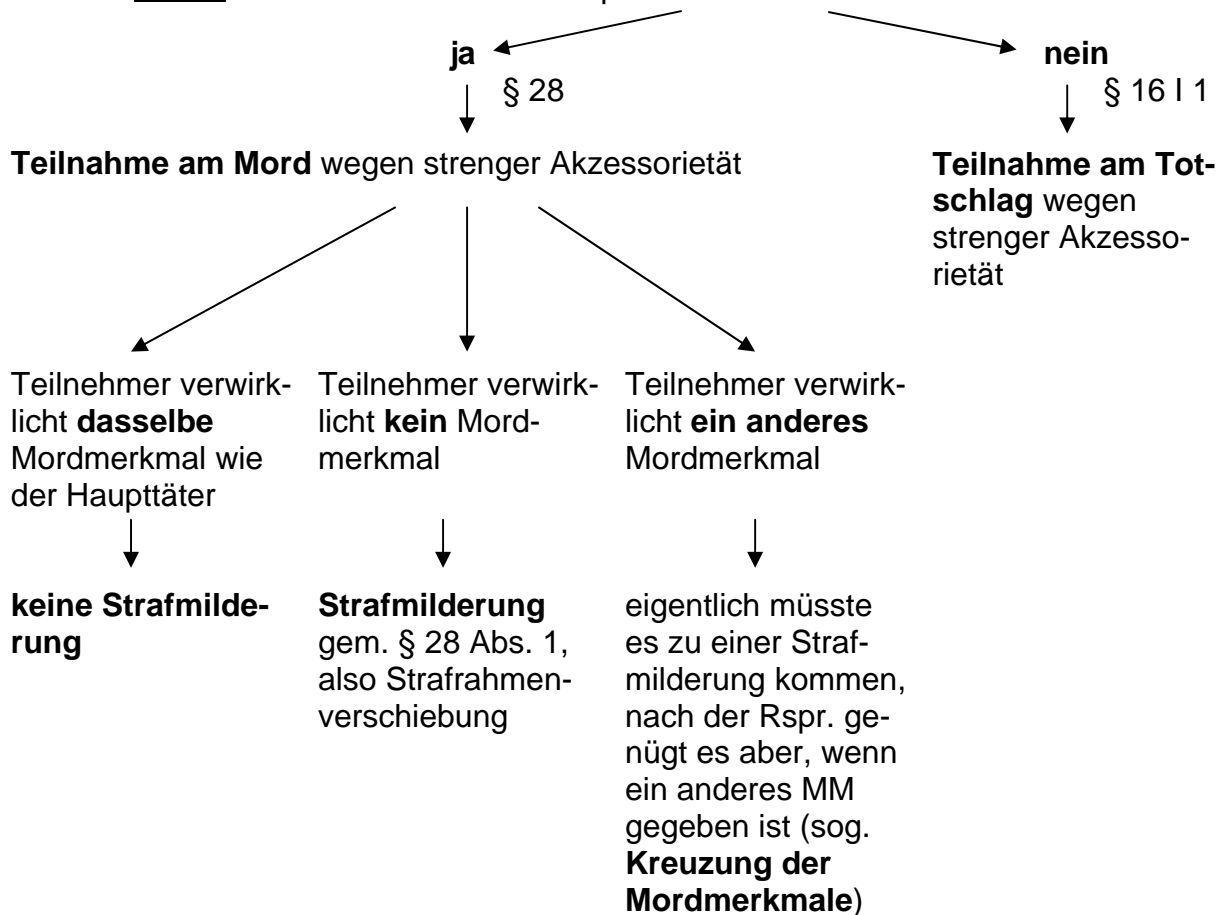 ja
nein
§ 28
§ 16 I 1
Teilnahme am Mord wegen strenger Akzessorietät
Teilnahme am Tot-
schlag wegen
strenger Akzesso-
rietät
Teilnehmer verwirk-
licht dasselbe
Mordmerkmal wie
der Haupttäter
Teilnehmer verwirk-
licht kein Mord-
merkmal
Teilnehmer verwirk-
licht ein anderes
Mordmerkmal
keine Strafmilde-
rung
Strafmilderung
gem. § 28 Abs. 1,
also Strafrahmen-
verschiebung
eigentlich müsste
es zu einer Straf-
milderung kommen,
nach der Rspr. ge-
nügt es aber, wenn
ein anderes MM
gegeben ist (sog.
Kreuzung der
Mordmerkmale)